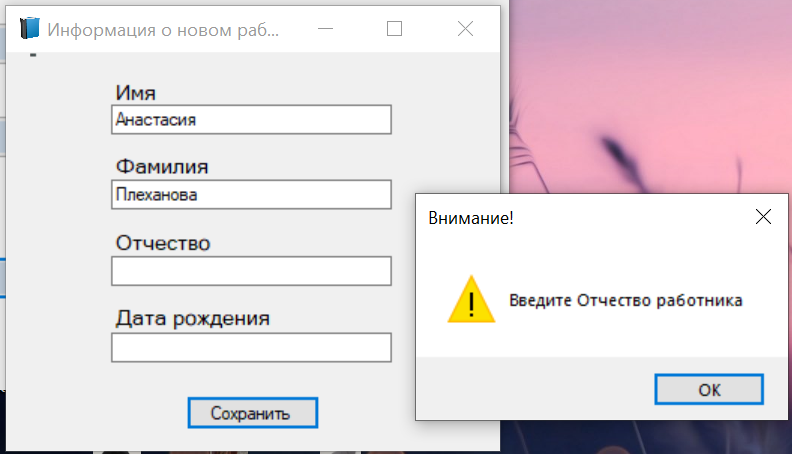 Информация о новом раб...
Имя
Анастасия
Фамилия
Плеханова
Отчество
Дата рождения
Сохранить
Внимание!
Введите Отчество работника
OK